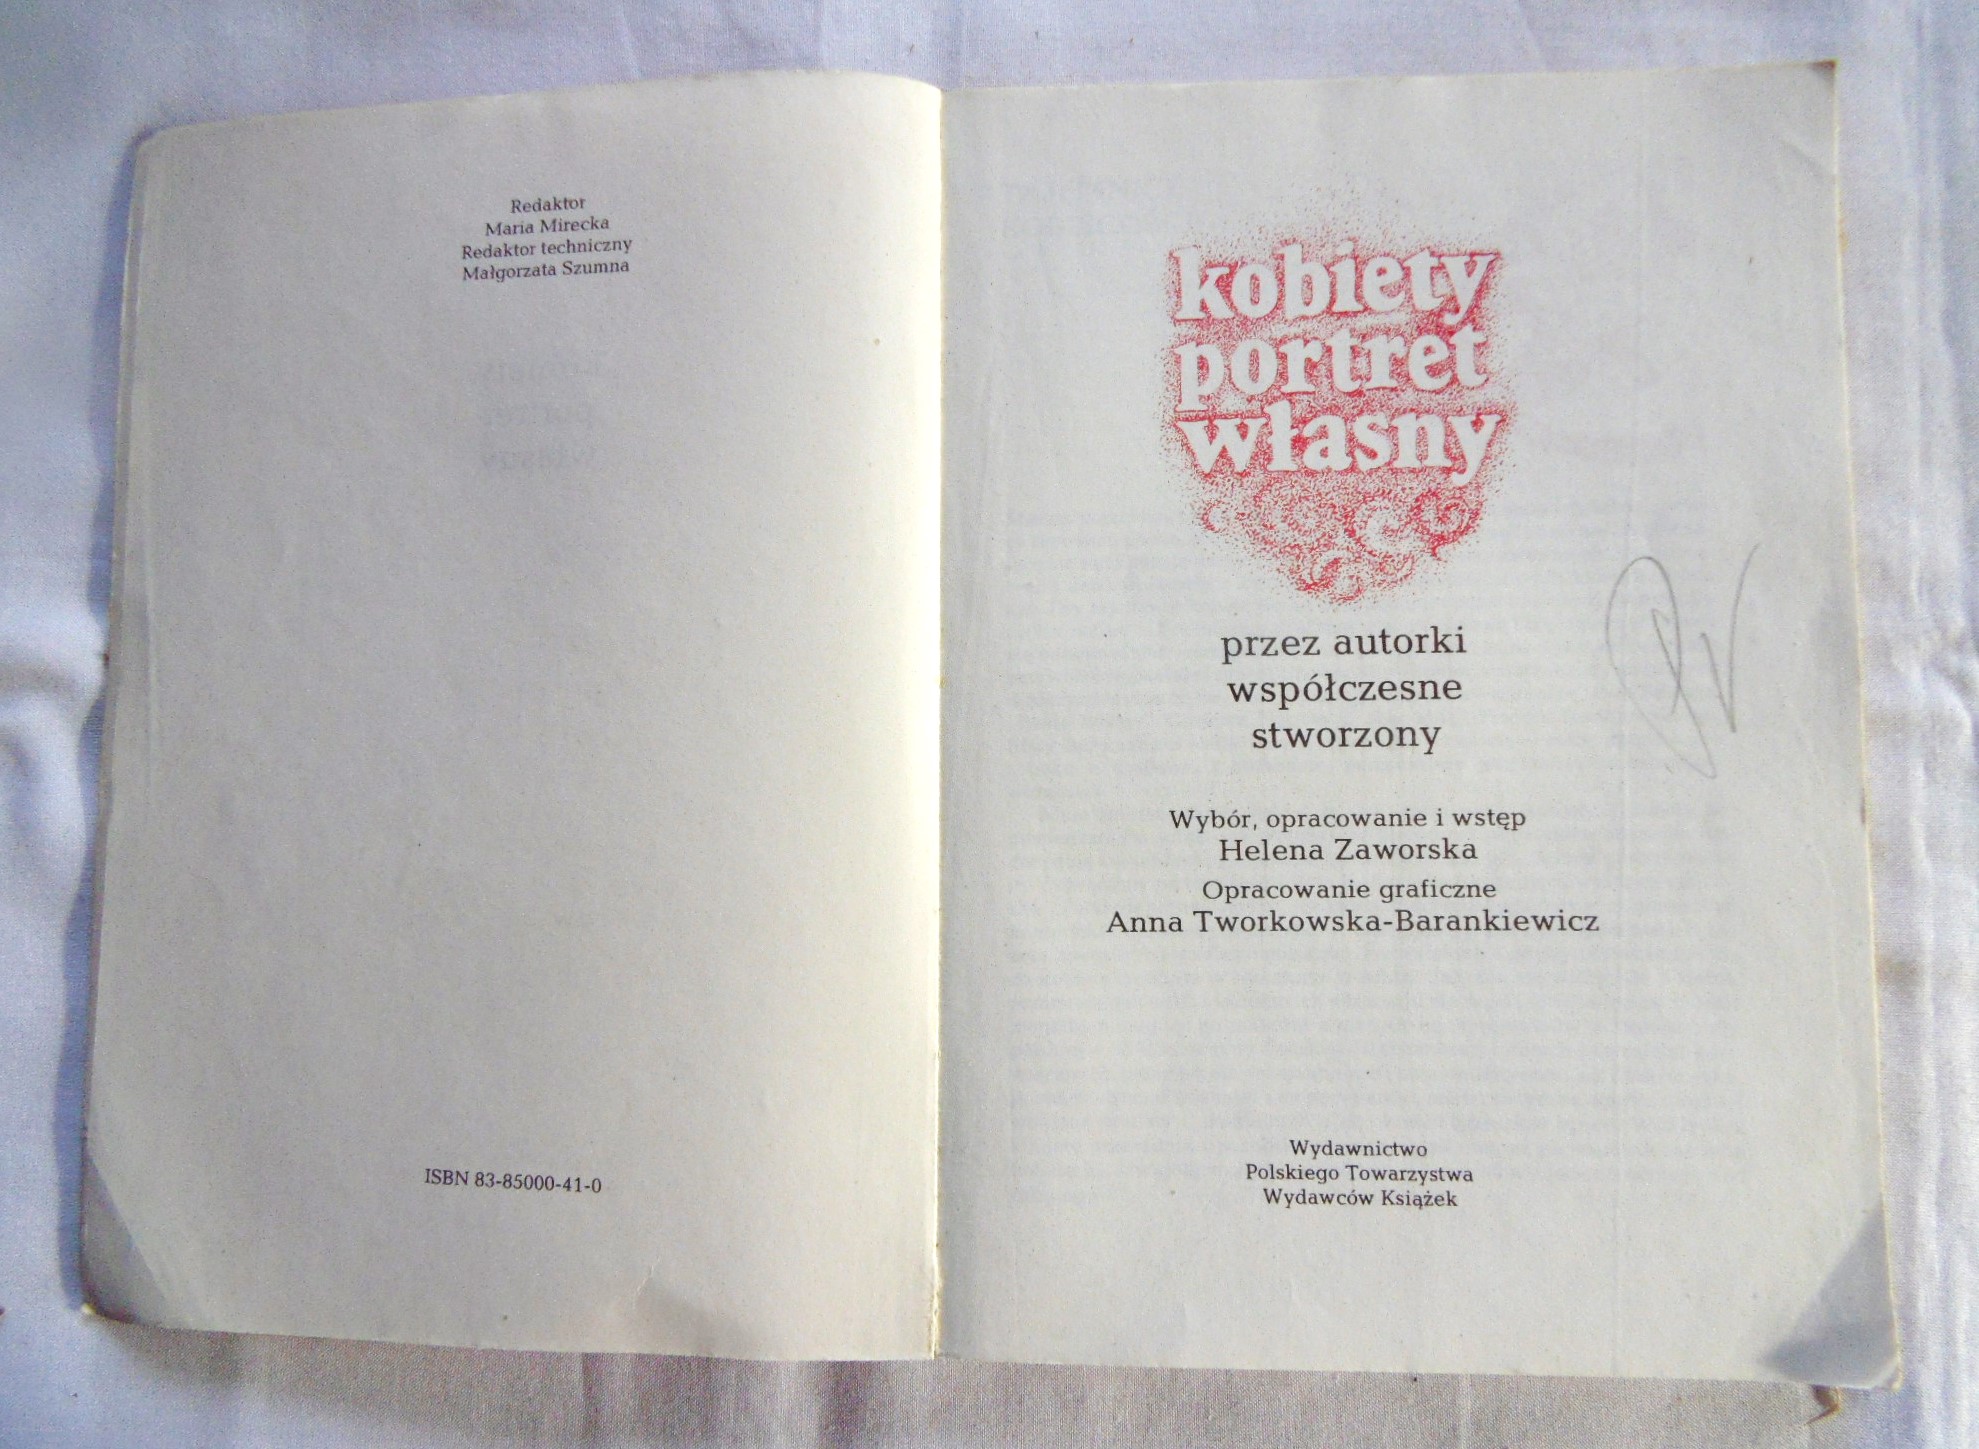 Redaktor
Maria Mirecka
Redaktor techniczny
Małgorzata Szumna
ISBN 83-85000-41-0
kobiety
portret
własny
przez autorki
współczesne
stworzony
Wybór, opracowanie i wstęp
Helena Zaworska
Opracowanie graficzne
Anna Tworkowska-Barankiewicz
Wydawnictwo
Polskiego Towarzystwa
Wydawców Książek